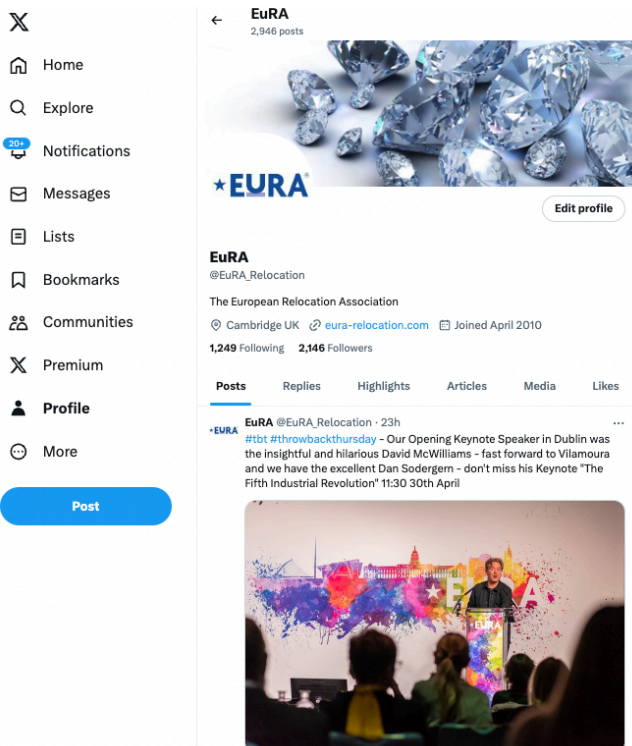 EuRA
2,946 posts
Home
Explore
20+
Notifications
Messages
Lists
Bookmarks
Communities
Premium
Profile
More
Post
EURA
Edit profile
EuRA
@EuRA_Relocation
The European Relocation Association
Cambridge UK eura-relocation.com Joined April 2010
1,249 Following 2,146 Followers
Posts Replies Highlights Articles Media Likes
EURA
EuRA @EuRA_Relocation · 23h
#tbt #throwbackthursday - Our Opening Keynote Speaker in Dublin was
the insightful and hilarious David McWilliams - fast forward to Vilamoura
and we have the excellent Dan Sodergern - don't miss his Keynote "The
Fifth Industrial Revolution" 11:30 30th April
E A
EURA